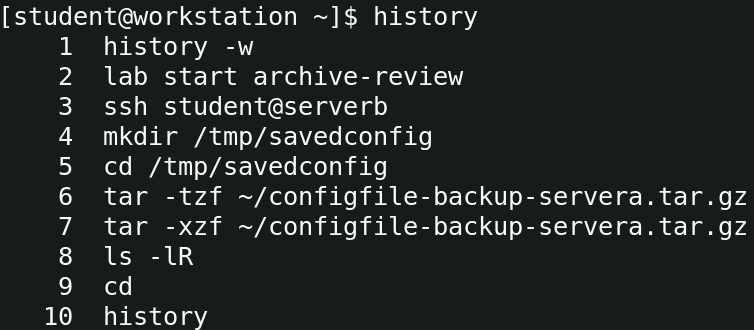 [student@workstation ~]$ history
1 history -w
2 lab start archive-review
3 ssh student@serverb
4 mkdir /tmp/savedconfig
5 cd /tmp/savedconfig
6 tar -tzf ~/configfile-backup-servera.tar.gz
7 tar -xzf ~/configfile-backup-servera.tar.gz
8 ls -lR
9 cd
10 history